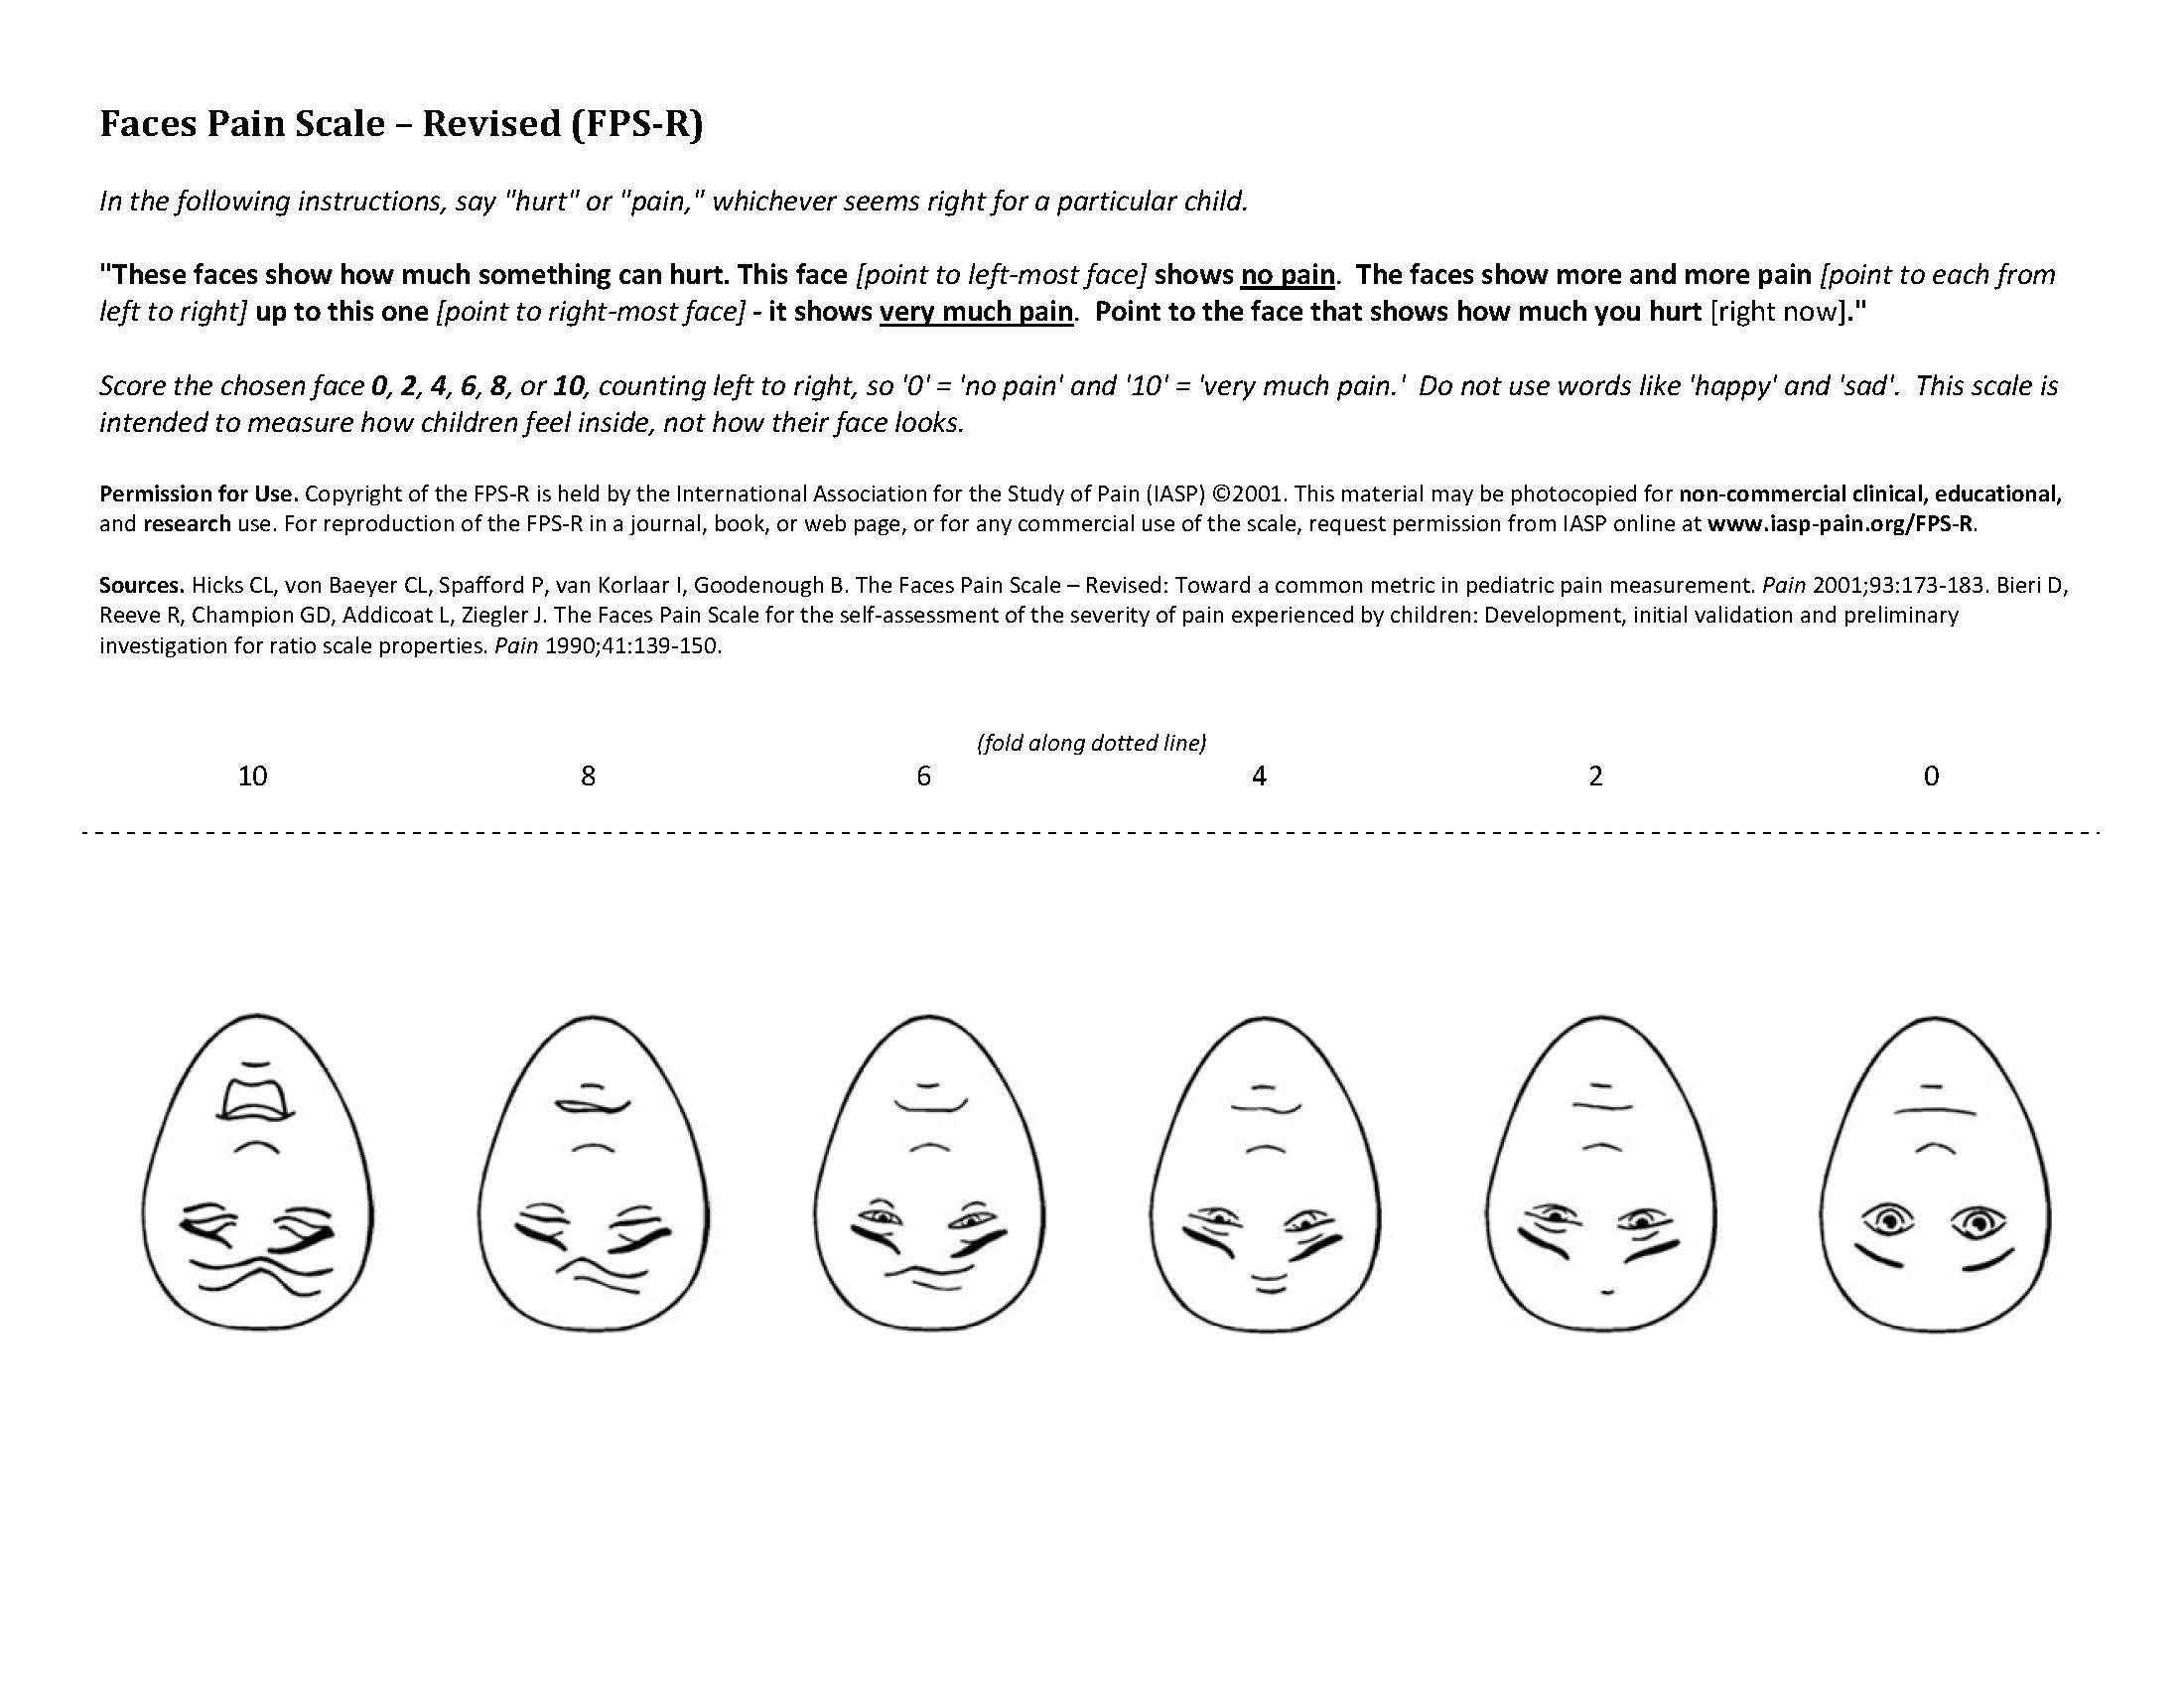 Faces Pain Scale – Revised (FPS-R)
In the following instructions, say "hurt" or "pain," whichever seems right for a particular child.
"These faces show how much something can hurt. This face [point to left-most face] shows no pain.  The faces show more and more pain [point to each from
left to right] up to this one [point to right-most face] - it shows very much pain.  Point to the face that shows how much you hurt [right now]."
Score the chosen face 0, 2, 4, 6, 8, or 10, counting left to right, so '0' = 'no pain' and '10' = 'very much pain.'  Do not use words like 'happy' and 'sad'.  This scale is
intended to measure how children feel inside, not how their face looks.
Permission for Use. Copyright of the FPS-R is held by the International Association for the Study of Pain (IASP) ©2001. This material may be photocopied for non-commercial clinical, educational,
and research use. For reproduction of the FPS-R in a journal, book, or web page, or for any commercial use of the scale, request permission from IASP online at www.iasp-pain.org/FPS-R.
Sources. Hicks CL, von Baeyer CL, Spafford P, van Korlaar I, Goodenough B. The Faces Pain Scale – Revised: Toward a common metric in pediatric pain measurement. Pain 2001;93:173-183. Bieri D,
Reeve R, Champion GD, Addicoat L, Ziegler J. The Faces Pain Scale for the self-assessment of the severity of pain experienced by children: Development, initial validation and preliminary
investigation for ratio scale properties. Pain 1990;41:139-150.
(fold along dotted line)
10 8 6 4 2 0